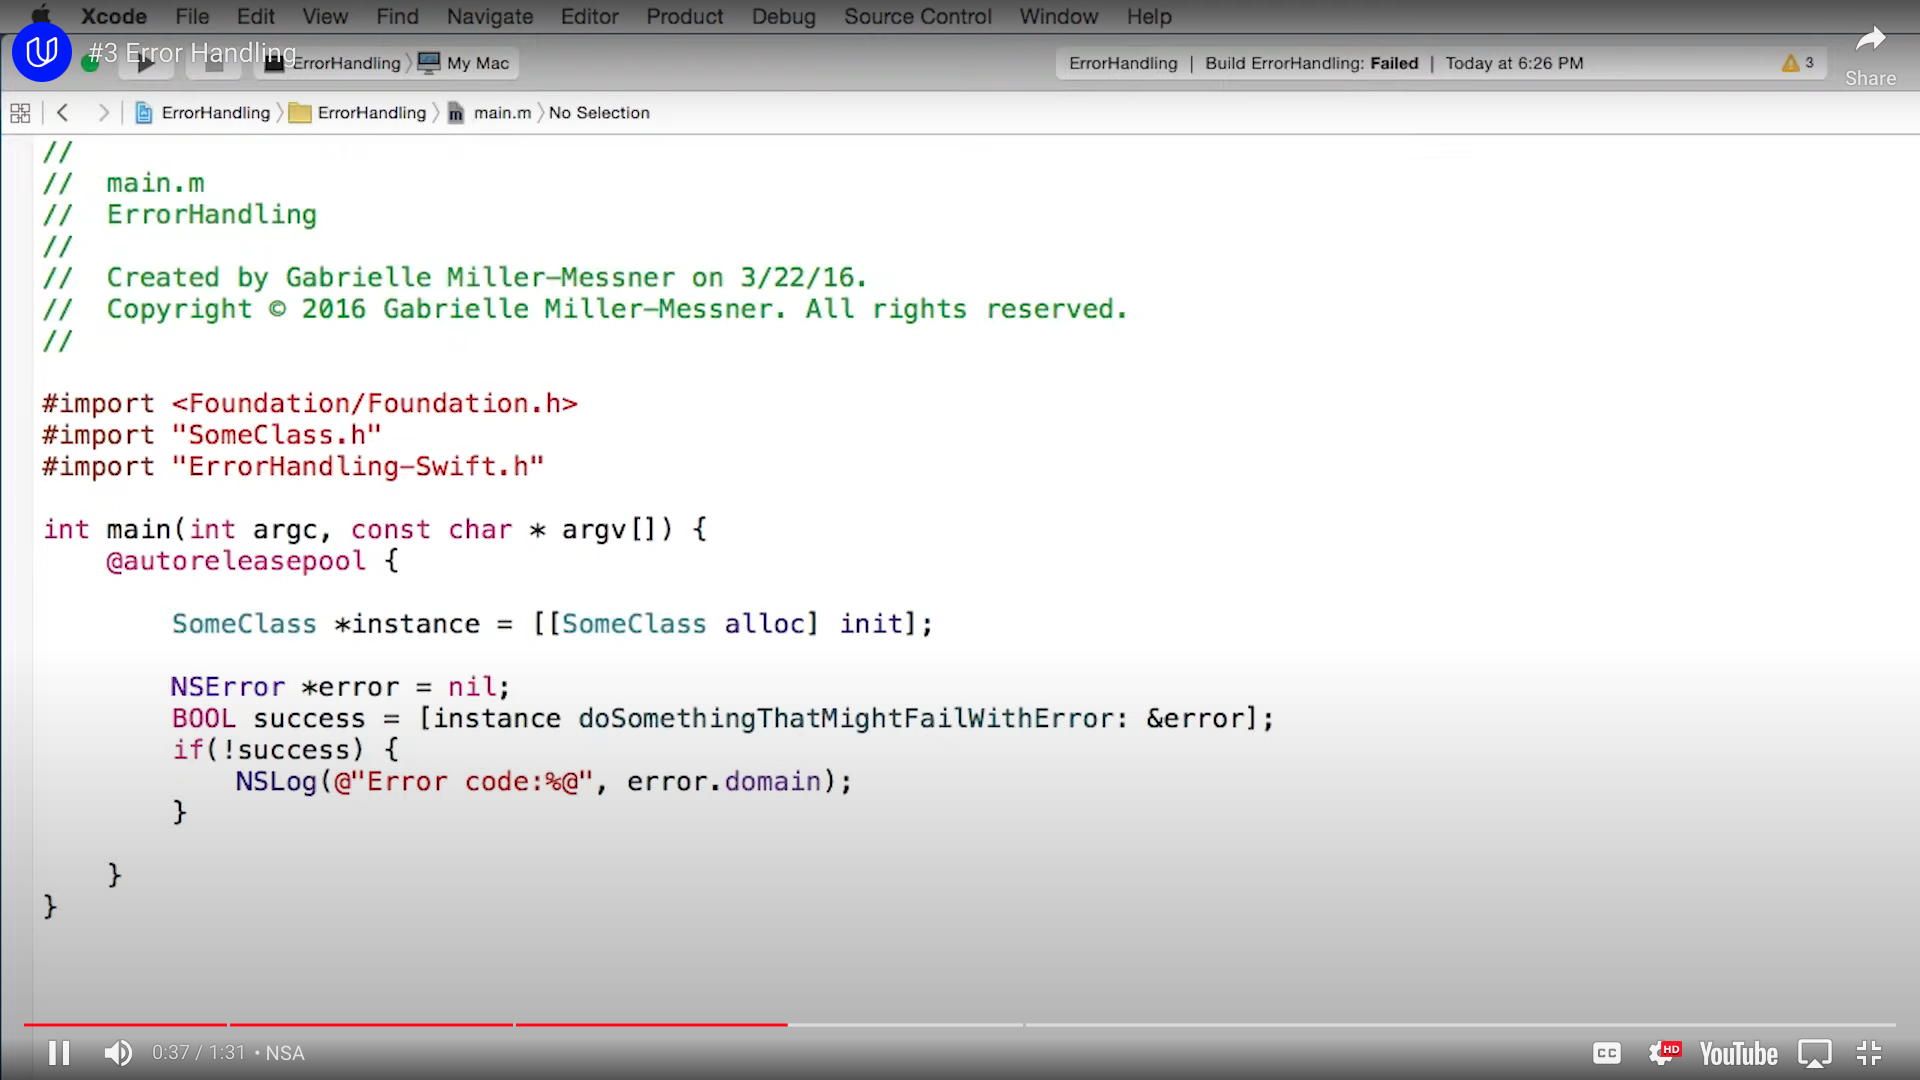 Xcode File Edit View Find Navigate Editor Product Debug Source Control Window Help
#3 Error Handling
ErrorHandling My Mac
ErrorHandling | Build ErrorHandling: Failed | Today at 6:26 PM
3
Share
ErrorHandling ErrorHandling m main.m No Selection
//
// main.m
// ErrorHandling
//
// Created by Gabrielle Miller-Messner on 3/22/16.
// Copyright © 2016 Gabrielle Miller-Messner. All rights reserved.
//
#import <Foundation/Foundation.h>
#import "SomeClass.h"
#import "ErrorHandling-Swift.h"
int main(int argc, const char * argv[]) {
@autoreleasepool {
SomeClass *instance = [[SomeClass alloc] init];
NSError *error = nil;
BOOL success = [instance doSomethingThatMightFailWithError: &error];
if(!success) {
NSLog(@"Error code:%@", error.domain);
}
}
}
0:37 / 1:31 • NSA
CC HD YouTube